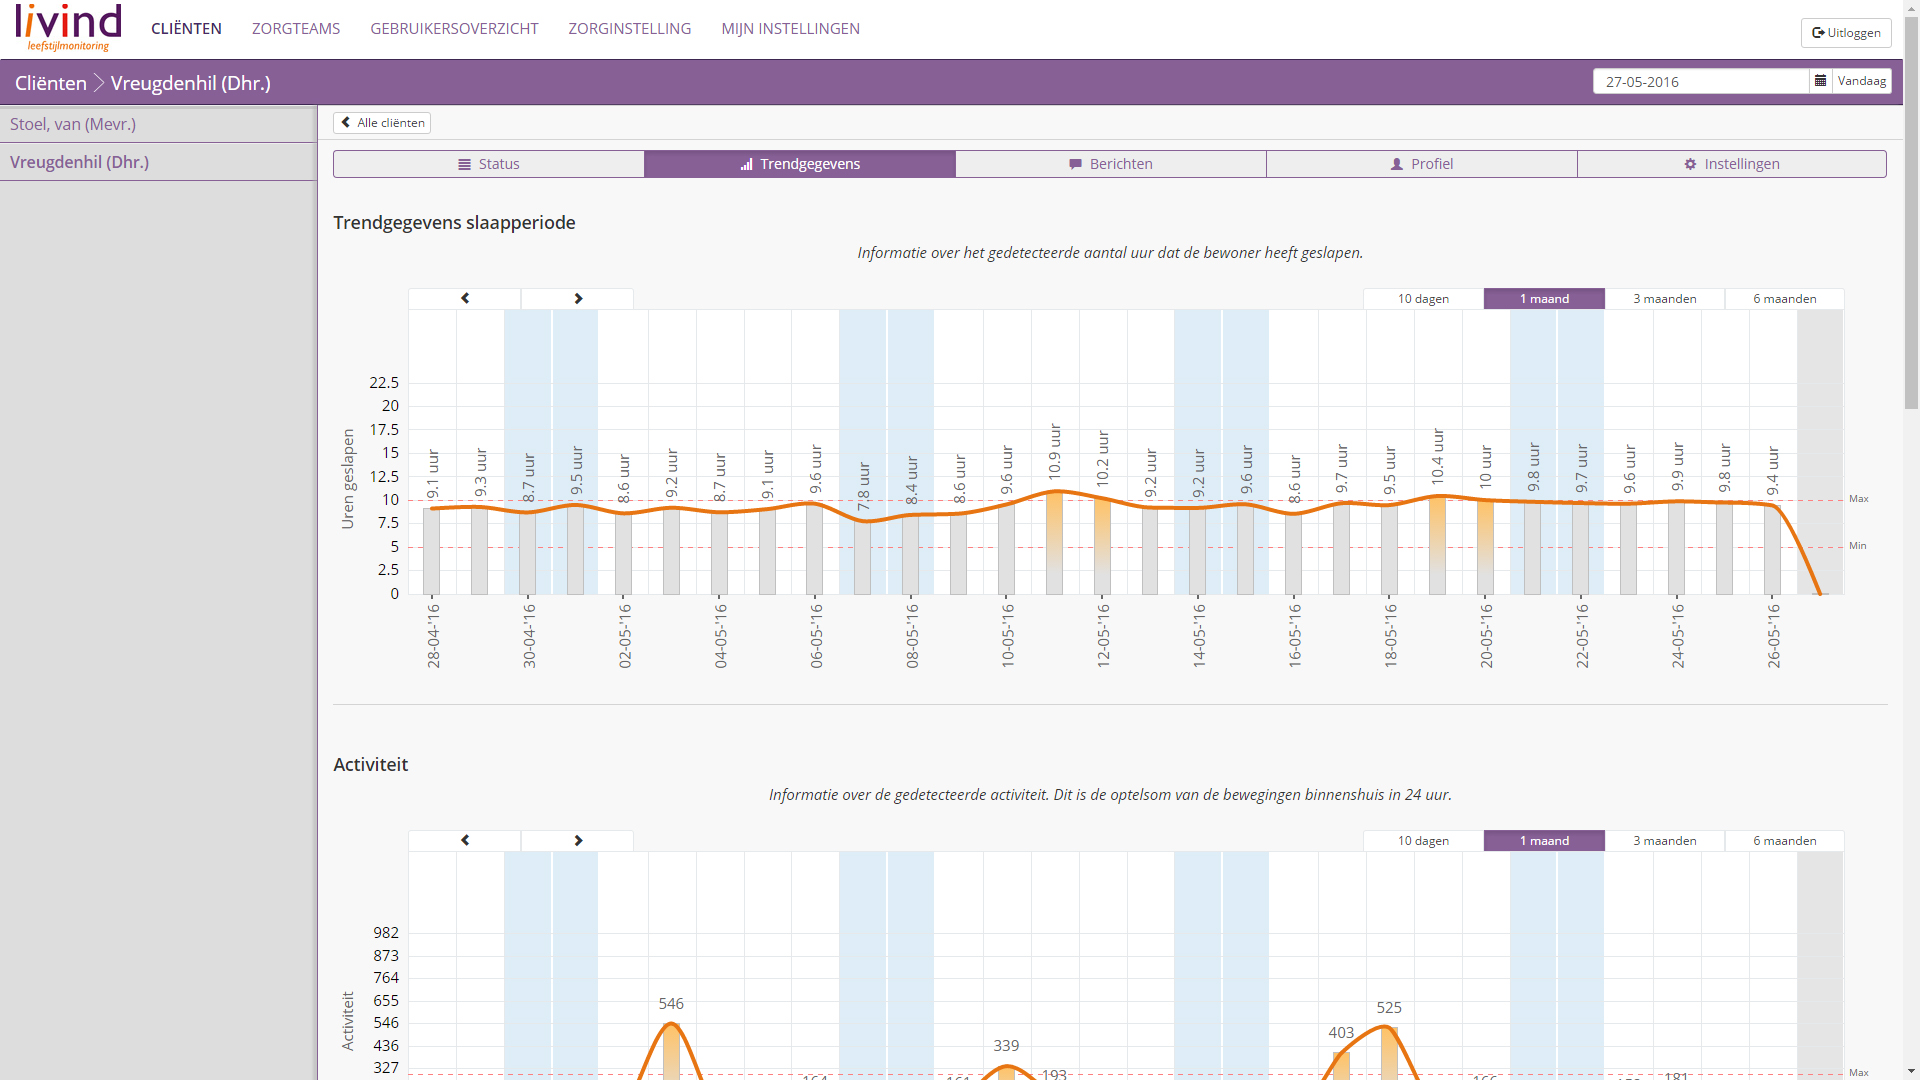 livind
leefstijlmonitoring
CLIËNTEN
ZORGTEAMS
GEBRUIKERSOVERZICHT
ZORGINSTELLING
MIJN INSTELLINGEN
Uitloggen
Cliënten
Vreugdenhil (Dhr.)
27-05-2016
Vandaag
Stoel, van (Mevr.)
Vreugdenhil (Dhr.)
Alle cliënten
Status
Trendgegevens
Berichten
Profiel
Instellingen
Trendgegevens slaapperiode
Informatie over het gedetecteerde aantal uur dat de bewoner heeft geslapen.
10 dagen
1 maand
3 maanden
6 maanden
Uren geslapen
22.5
20
17.5
15
12.5
10
7.5
5
2.5
0
9.1 uur
9.3 uur
8.7 uur
9.5 uur
8.6 uur
9.2 uur
8.7 uur
9.1 uur
9.6 uur
7.8 uur
8.4 uur
8.6 uur
9.6 uur
10.9 uur
10.2 uur
9.2 uur
9.2 uur
9.6 uur
8.6 uur
9.7 uur
9.5 uur
10.4 uur
10 uur
9.8 uur
9.7 uur
9.6 uur
9.9 uur
9.8 uur
9.4 uur
Max
Min
28-04-'16
30-04-'16
02-05-'16
04-05-'16
06-05-'16
08-05-'16
10-05-'16
12-05-'16
14-05-'16
16-05-'16
18-05-'16
20-05-'16
22-05-'16
24-05-'16
26-05-'16
Activiteit
Informatie over de gedetecteerde activiteit. Dit is de optelsom van de bewegingen binnenshuis in 24 uur.
10 dagen
1 maand
3 maanden
6 maanden
Activiteit
982
873
764
655
546
436
327
546
339
193
403
525
181
Max